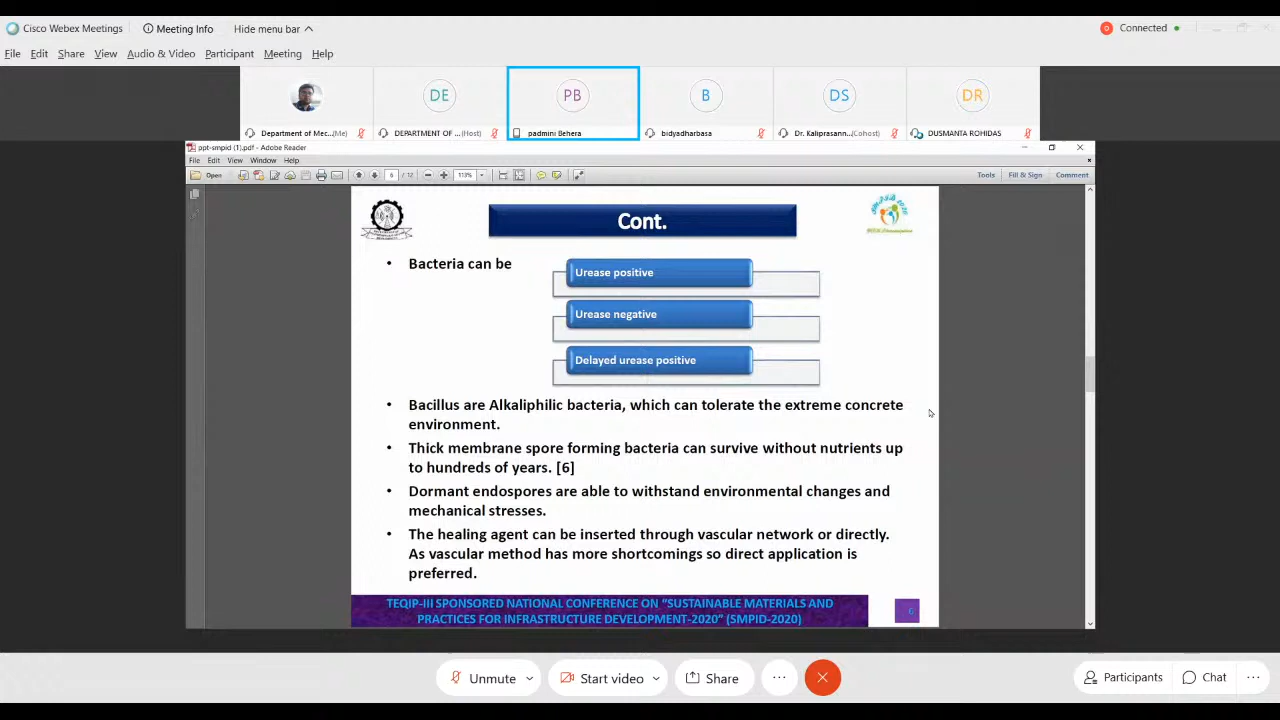 Cisco Webex Meetings
Meeting Info
Hide menu bar
Connected
File Edit Share View Audio & Video Participant Meeting Help
DE PB B DS DR
Department of Mec... (Me)
DEPARTMENT OF ... (Host)
padmini Behera
bidyadharbasa
Dr. Kaliprasann... (Cohost)
DUSMANTA ROHIDAS
ppt-smpid (1).pdf - Adobe Reader
File Edit View Window Help
Open 6 / 12 113% Tools Fill & Sign Comment
Cont.
• Bacteria can be
Urease positive
Urease negative
Delayed urease positive
• Bacillus are Alkaliphilic bacteria, which can tolerate the extreme concrete
environment.
• Thick membrane spore forming bacteria can survive without nutrients up
to hundreds of years. [6]
• Dormant endospores are able to withstand environmental changes and
mechanical stresses.
• The healing agent can be inserted through vascular network or directly.
As vascular method has more shortcomings so direct application is
preferred.
TEQIP-III SPONSORED NATIONAL CONFERENCE ON "SUSTAINABLE MATERIALS AND
PRACTICES FOR INFRASTRUCTURE DEVELOPMENT-2020" (SMPID-2020)
6
Unmute
Start video
Share
Participants
Chat